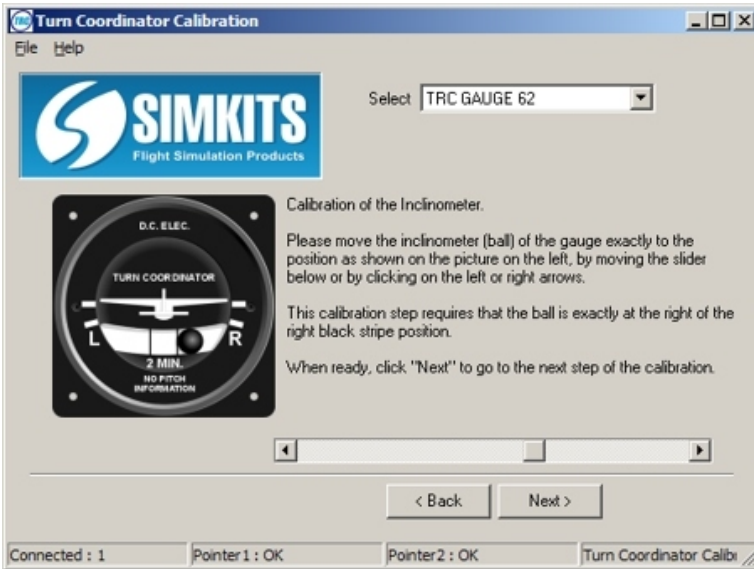 TRC Turn Coordinator Calibration
File Help
SIMKITS
Flight Simulation Products
Select TRC GAUGE 62
D.C. ELEC.
TURN COORDINATOR
L R
2 MIN.
NO PITCH
INFORMATION
Calibration of the Inclinometer.
Please move the inclinometer (ball) of the gauge exactly to the
position as shown on the picture on the left, by moving the slider
below or by clicking on the left or right arrows.
This calibration step requires that the ball is exactly at the right of the
right black stripe position.
When ready, click "Next" to go to the next step of the calibration.
< Back Next >
Connected : 1 Pointer1 : OK Pointer2 : OK Turn Coordinator Calib